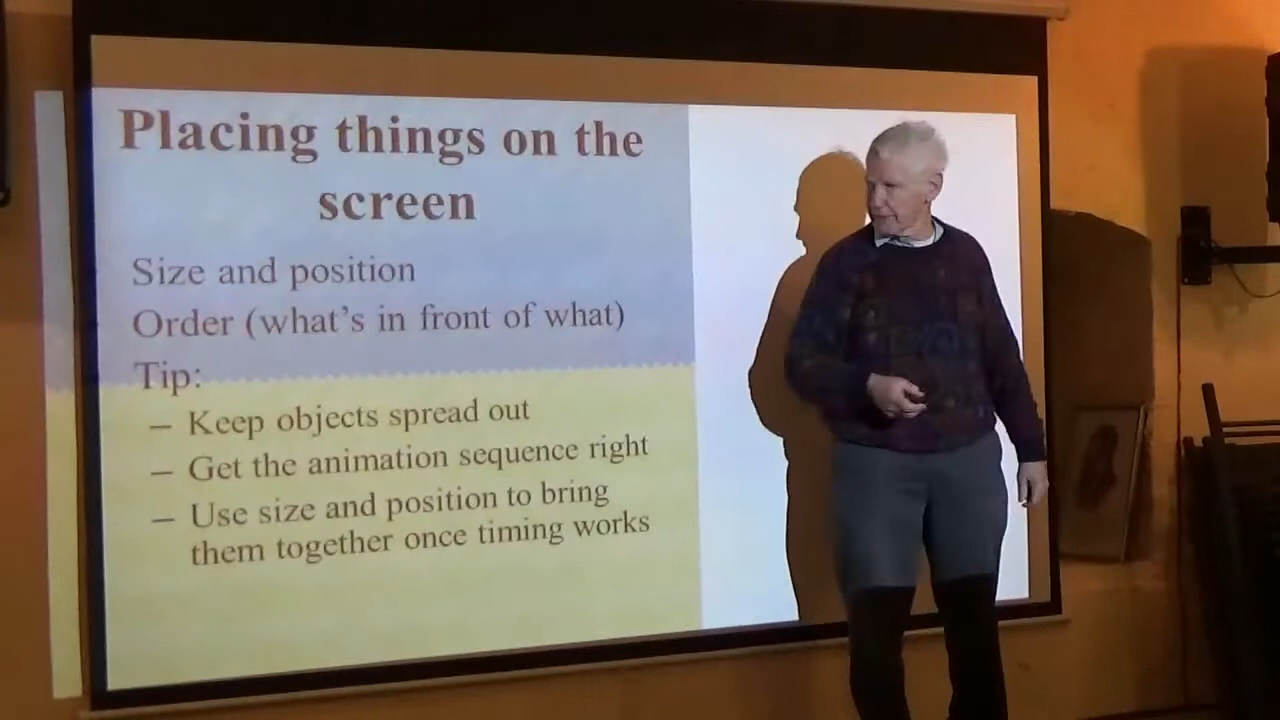 Placing things on the
screen
Size and position
Order (what's in front of what)
Tip:
– Keep objects spread out
– Get the animation sequence right
– Use size and position to bring
them together once timing works